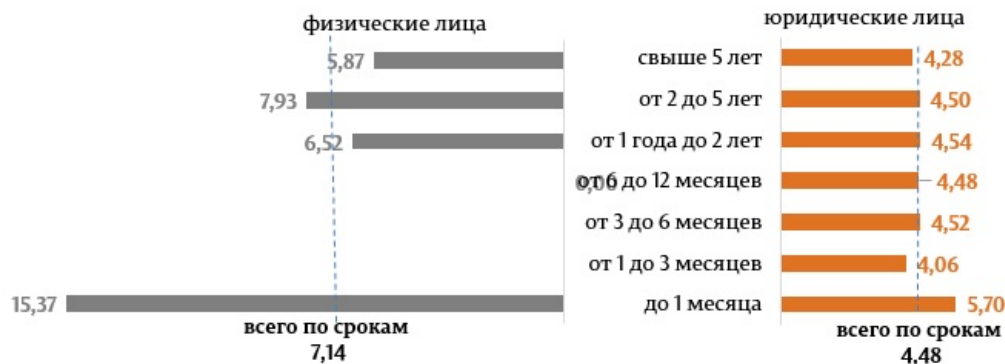 физические лица
юридические лица
5,87 свыше 5 лет 4,28
7,93 от 2 до 5 лет 4,50
6,52 от 1 года до 2 лет 4,54
от 6 до 12 месяцев 4,48
от 3 до 6 месяцев 4,52
от 1 до 3 месяцев 4,06
15,37 до 1 месяца 5,70
всего по срокам
7,14
всего по срокам
4,48